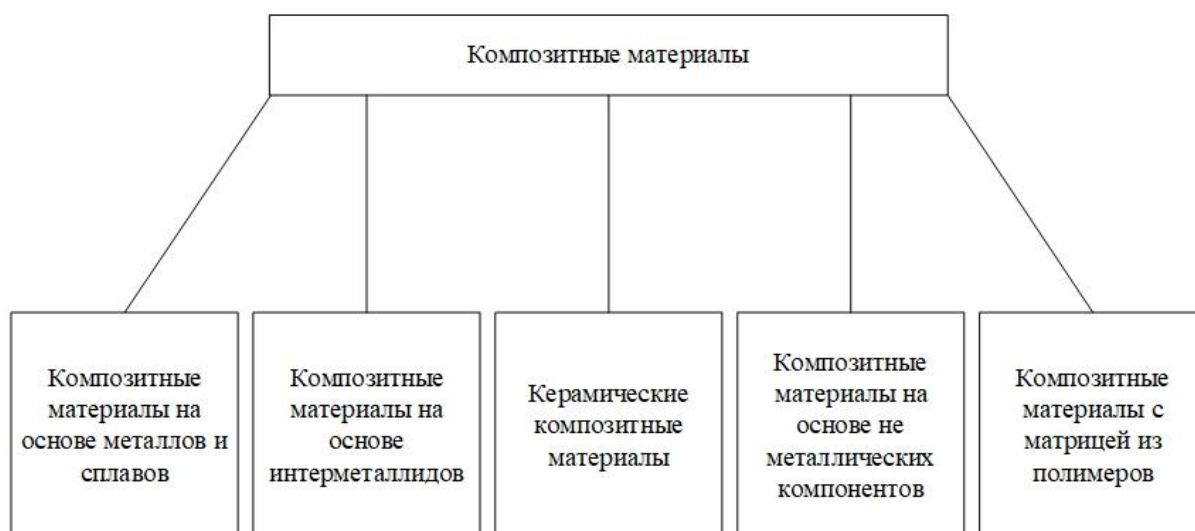 Композитные материалы
Композитные
материалы на
основе металлов и
сплавов
Композитные
материалы на
основе
интерметаллидов
Керамические
композитные
материалы
Композитные
материалы на
основе не
металлических
компонентов
Композитные
материалы с
матрицей из
полимеров